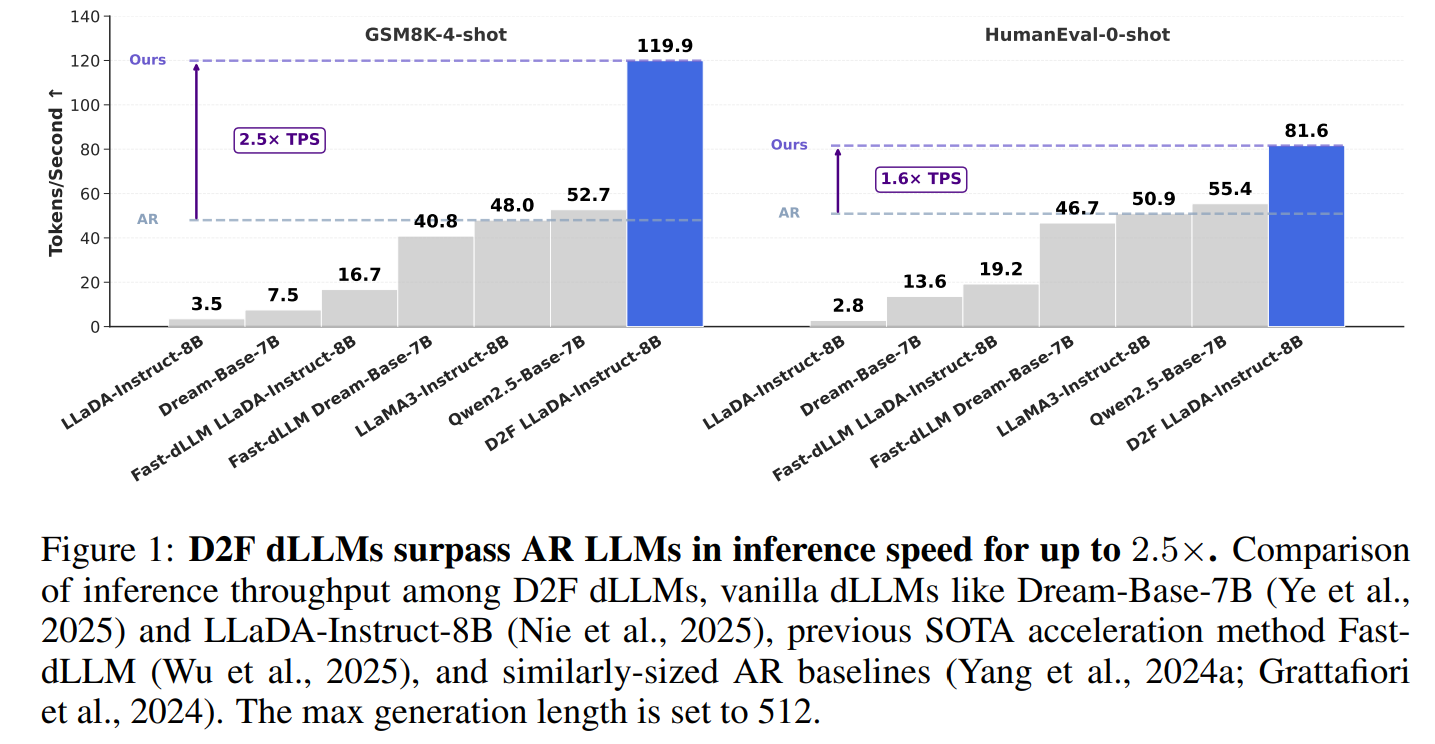 GSM8K-4-shot
HumanEval-0-shot
Tokens/Second ↑
140
120
100
80
60
40
20
0
Ours
AR
2.5× TPS
3.5
7.5
16.7
40.8
48.0
52.7
119.9
LLaDA-Instruct-8B
Dream-Base-7B
Fast-dLLM LLaDA-Instruct-8B
Fast-dLLM Dream-Base-7B
LLaMA3-Instruct-8B
Qwen2.5-Base-7B
D2F LLaDA-Instruct-8B
Ours
AR
1.6× TPS
2.8
13.6
19.2
46.7
50.9
55.4
81.6
LLaDA-Instruct-8B
Dream-Base-7B
Fast-dLLM LLaDA-Instruct-8B
Fast-dLLM Dream-Base-7B
LLaMA3-Instruct-8B
Qwen2.5-Base-7B
D2F LLaDA-Instruct-8B
Figure 1: D2F dLLMs surpass AR LLMs in inference speed for up to 2.5×. Comparison
of inference throughput among D2F dLLMs, vanilla dLLMs like Dream-Base-7B (Ye et al.,
2025) and LLaDA-Instruct-8B (Nie et al., 2025), previous SOTA acceleration method Fast-
dLLM (Wu et al., 2025), and similarly-sized AR baselines (Yang et al., 2024a; Grattafiori
et al., 2024). The max generation length is set to 512.